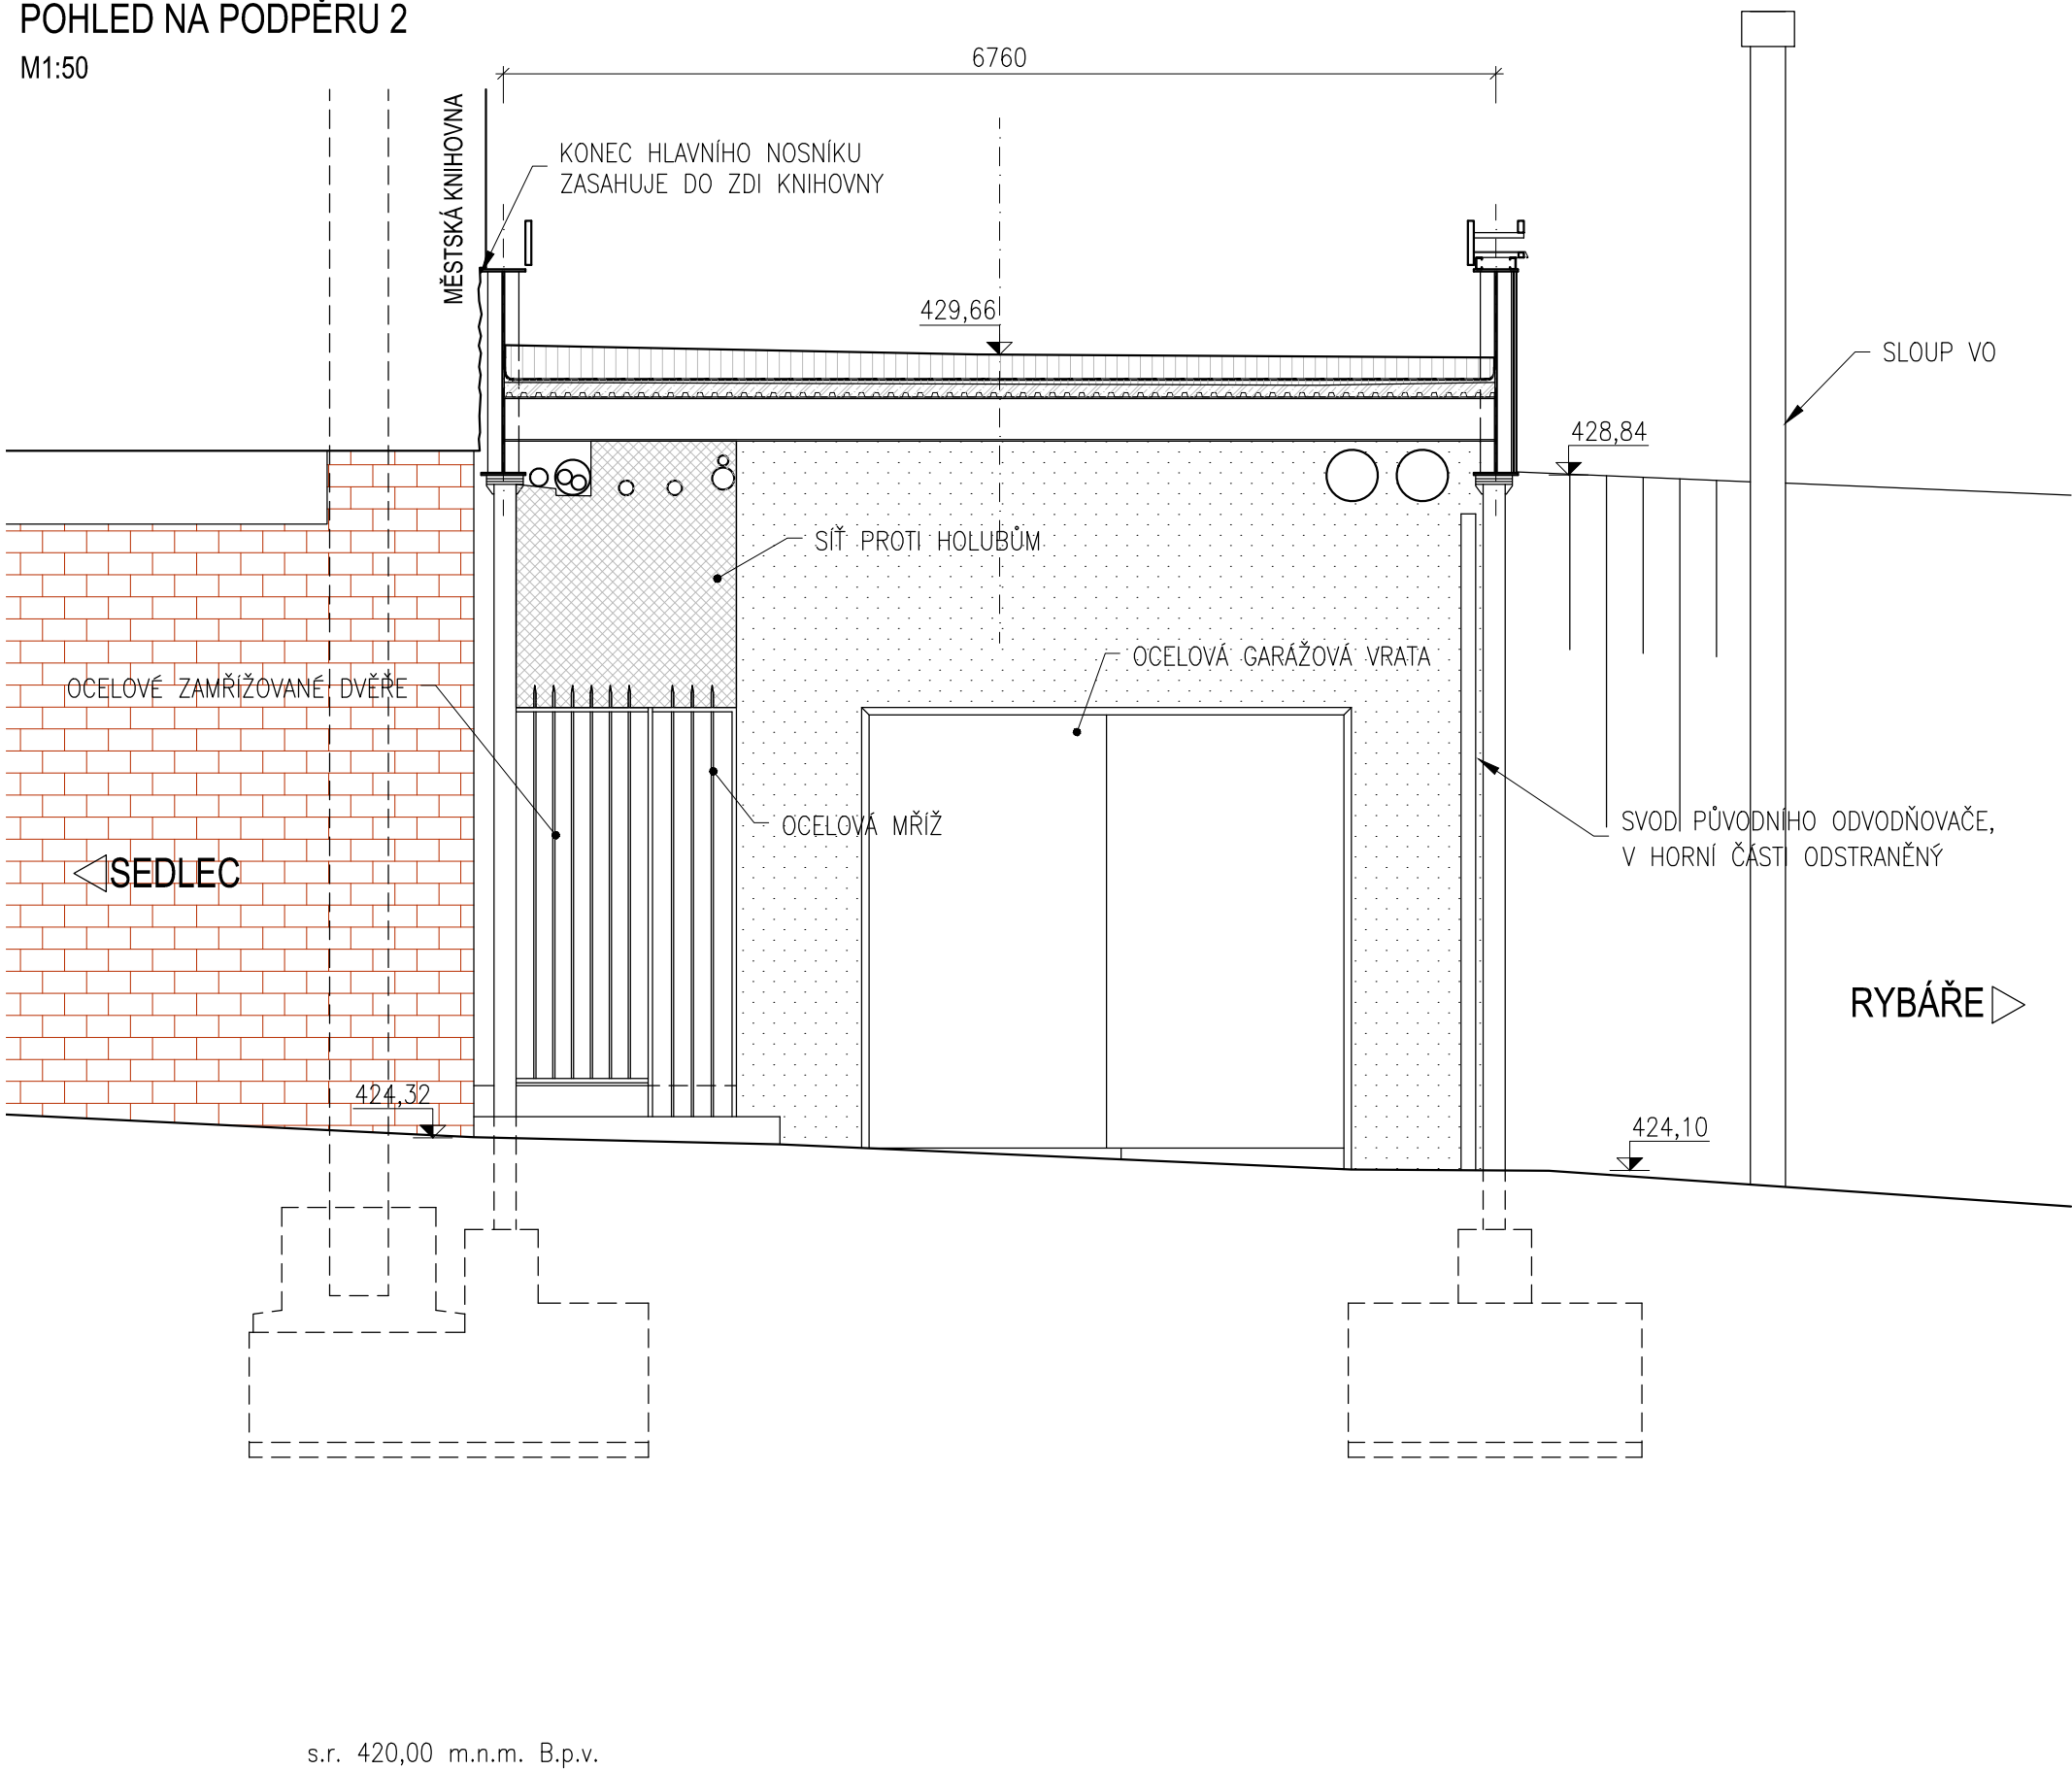 POHLED NA PODPĚRU 2
M1:50
6760
MĚSTSKÁ KNIHOVNA
KONEC HLAVNÍHO NOSNÍKU
ZASAHUJE DO ZDI KNIHOVNY
429,66
SLOUP VO
428,84
SÍŤ PROTI HOLUBŮM
OCELOVÁ GARÁŽOVÁ VRATA
OCELOVÉ ZAMŘÍŽOVANÉ DVĚŘE
OCELOVÁ MŘÍŽ
SVOD PŮVODNÍHO ODVODŇOVAČE,
V HORNÍ ČÁSTI ODSTRANĚNÝ
SEDLEC
RYBÁŘE
424,32
424,10
s.r. 420,00 m.n.m. B.p.v.